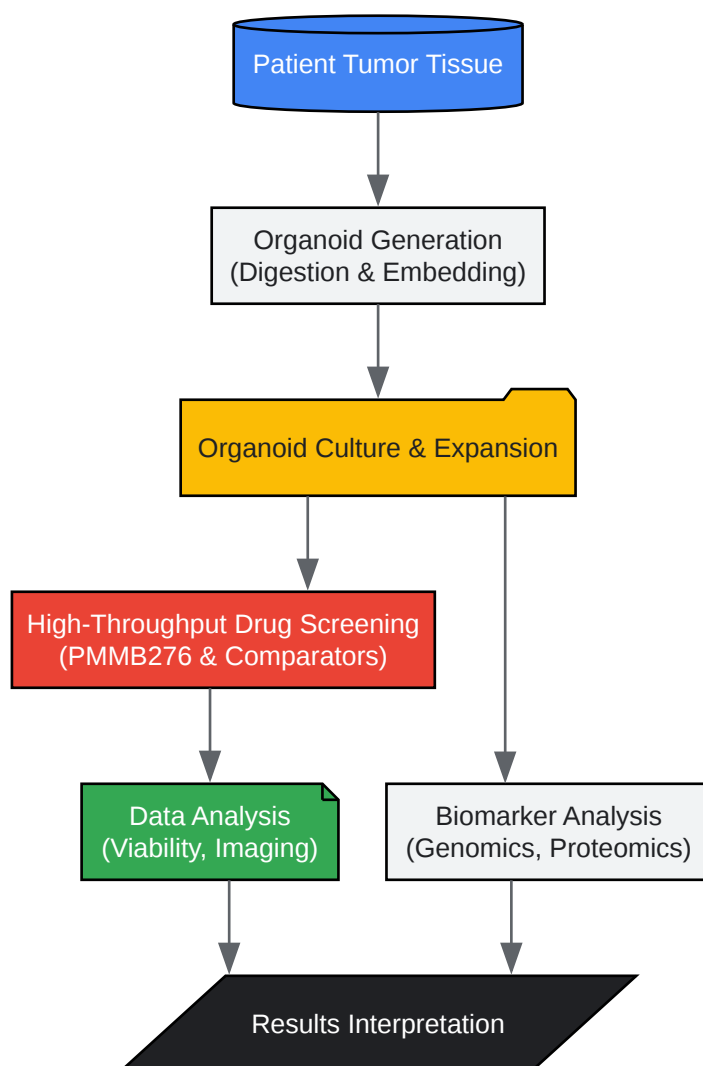 Patient Tumor Tissue
Organoid Generation
(Digestion & Embedding)
Organoid Culture & Expansion
High-Throughput Drug Screening
(PMMB276 & Comparators)
Data Analysis
(Viability, Imaging)
Biomarker Analysis
(Genomics, Proteomics)
Results Interpretation